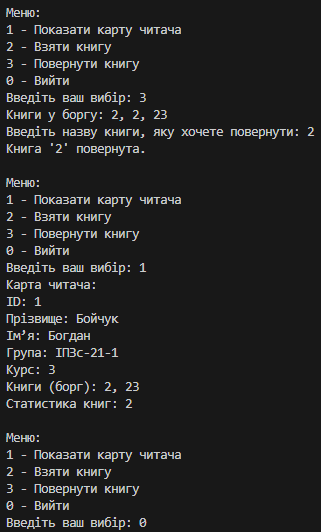 Меню:
1 - Показати карту читача
2 - Взяти книгу
3 - Повернути книгу
0 - Вийти
Введіть ваш вибір: 3
Книги у боргу: 2, 2, 23
Введіть назву книги, яку хочете повернути: 2
Книга '2' повернута.
Меню:
1 - Показати карту читача
2 - Взяти книгу
3 - Повернути книгу
0 - Вийти
Введіть ваш вибір: 1
Карта читача:
ID: 1
Прізвище: Бойчук
Ім’я: Богдан
Група: ІПЗс-21-1
Курс: 3
Книги (борг): 2, 23
Статистика книг: 2
Меню:
1 - Показати карту читача
2 - Взяти книгу
3 - Повернути книгу
0 - Вийти
Введіть ваш вибір: 0